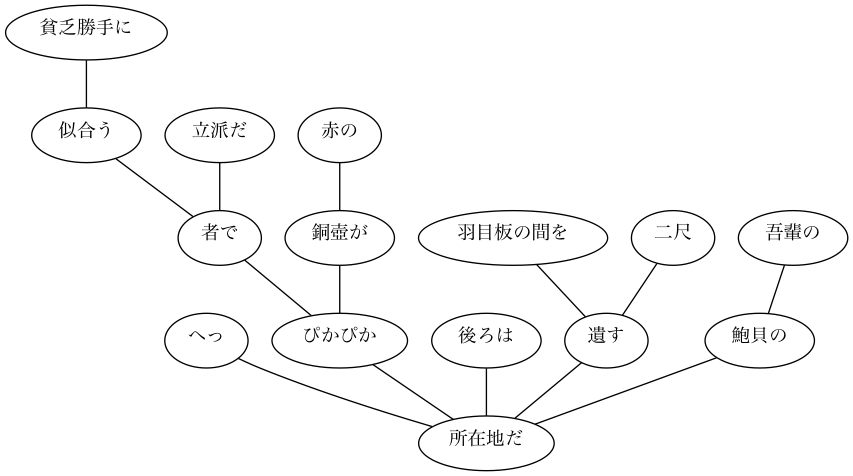 貧乏勝手に
似合う 立派だ 赤の
者で 銅壺が 羽目板の間を 二尺 吾輩の
へっ ぴかぴか 後ろは 遺す 鮑貝の
所在地だ